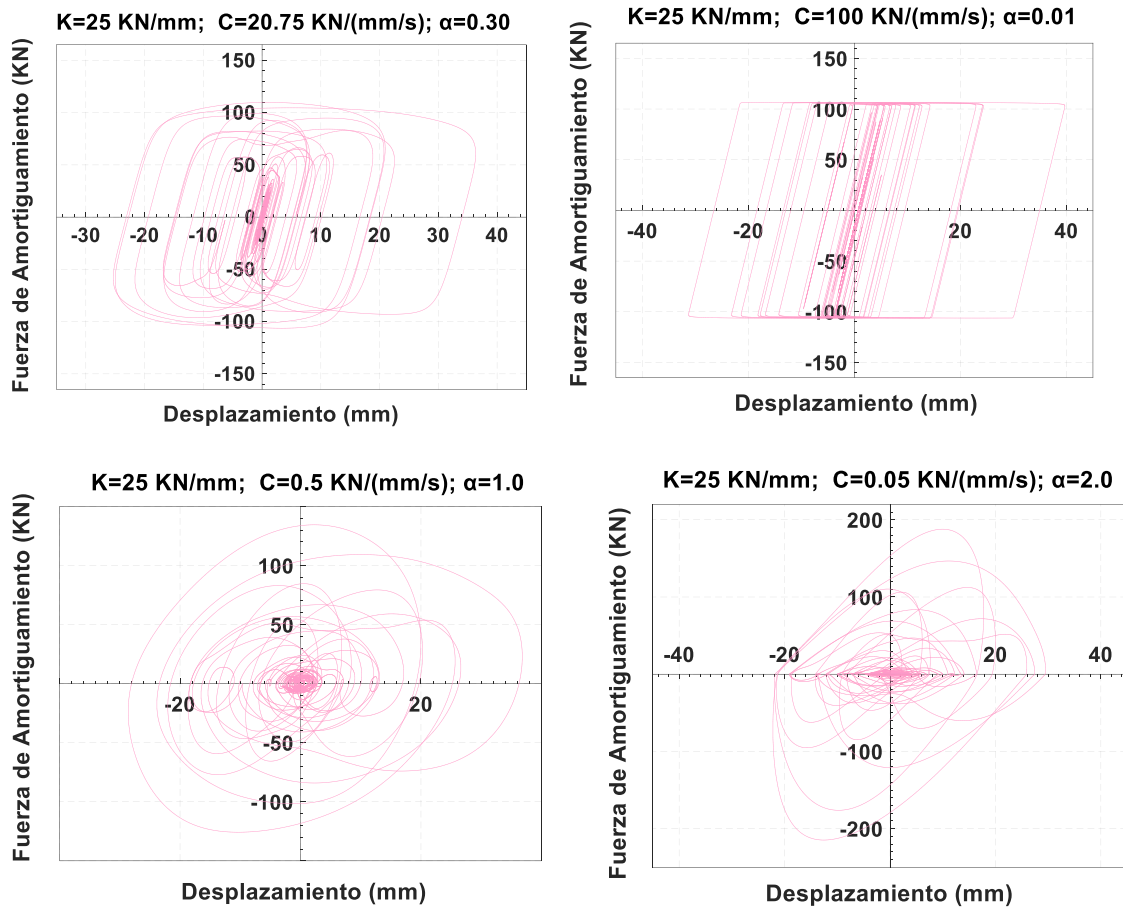 K=25 KN/mm;  C=20.75 KN/(mm/s); α=0.30
Fuerza de Amortiguamiento (KN)
150
100
50
0
-50
-100
-150
-30 -20 -10 0 10 20 30 40
Desplazamiento (mm)
K=25 KN/mm;  C=100 KN/(mm/s); α=0.01
Fuerza de Amortiguamiento (KN)
150
100
50
-50
-100
-150
-40 -20 20 40
Desplazamiento (mm)
K=25 KN/mm;  C=0.5 KN/(mm/s); α=1.0
Fuerza de Amortiguamiento (KN)
100
50
-50
-100
-20 20
Desplazamiento (mm)
K=25 KN/mm;  C=0.05 KN/(mm/s); α=2.0
Fuerza de Amortiguamiento (KN)
200
100
-100
-200
-40 -20 20 40
Desplazamiento (mm)